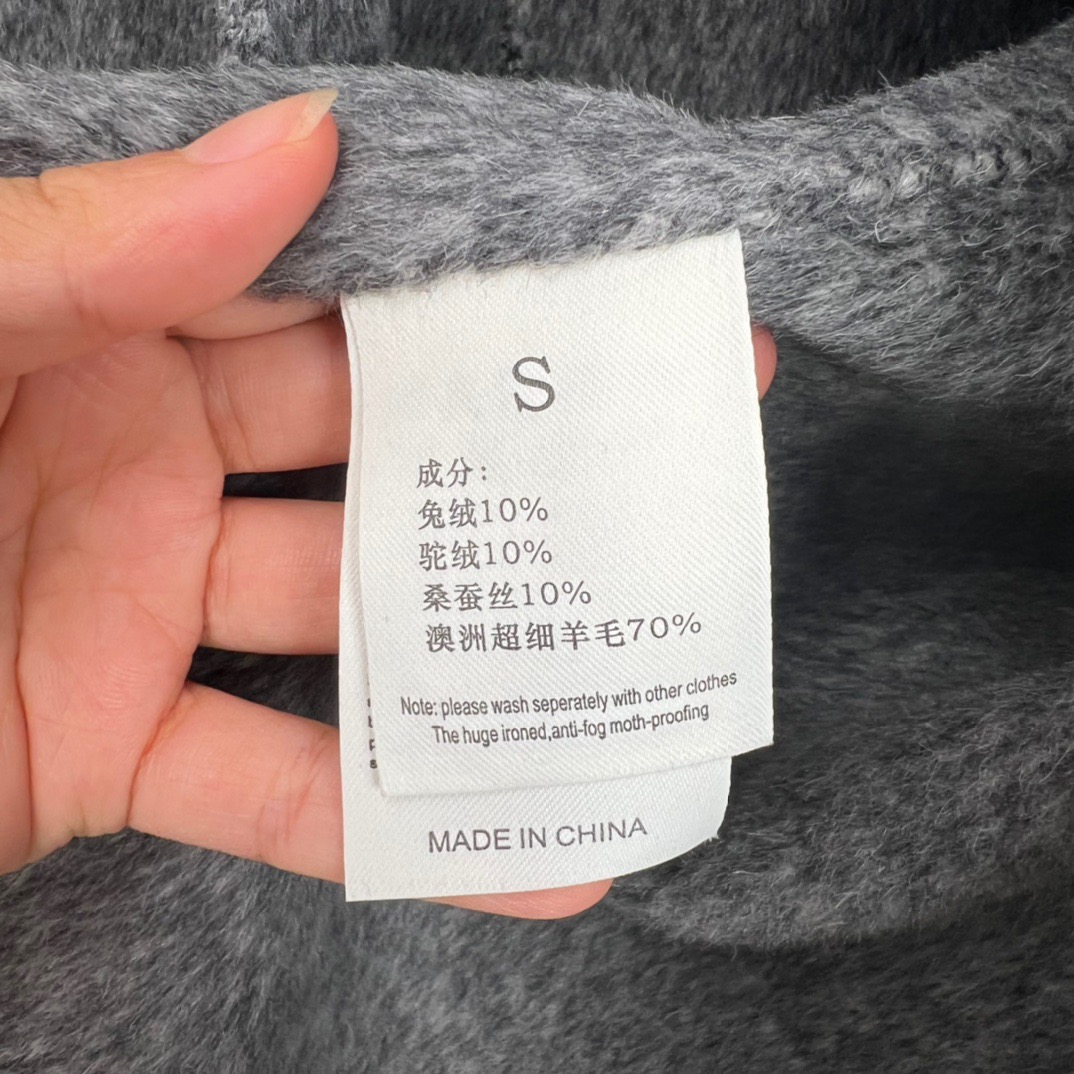 S
成分:
兔绒10%
驼绒10%
桑蚕丝10%
澳洲超细羊毛70%
Note: please wash seperately with other clothes
The huge ironed,anti-fog moth-proofing
MADE IN CHINA